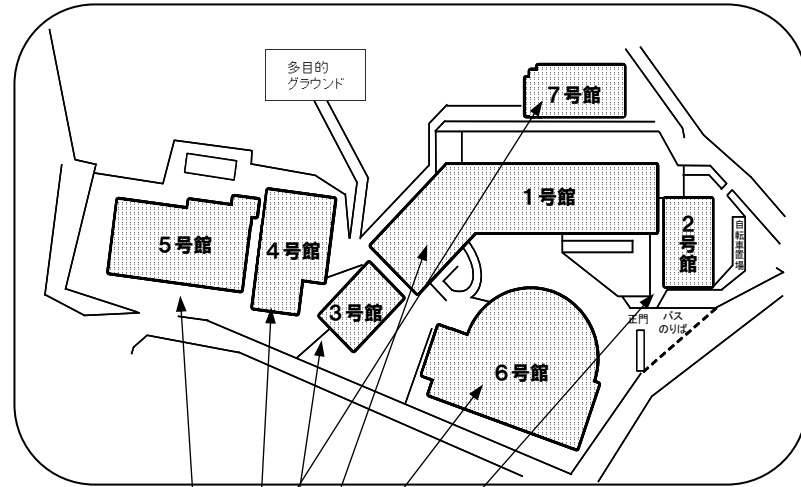 多目的
グラウンド
7号館
1号館
2号館
自転車置場
5号館
4号館
3号館
正門
バス
のりば
6号館